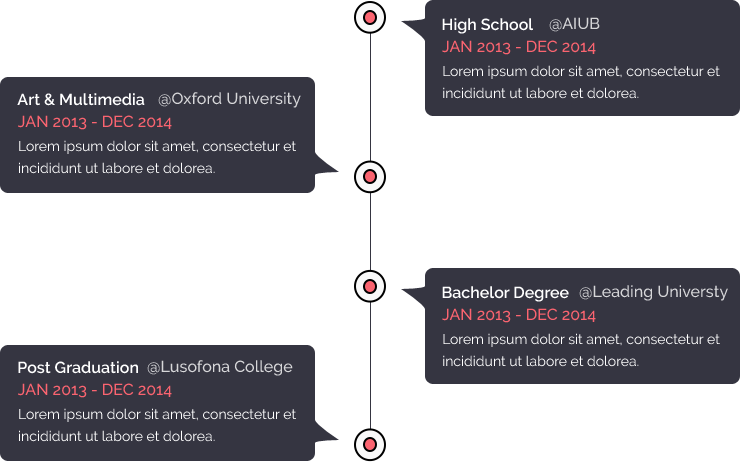 High School @AIUB
JAN 2013 - DEC 2014
Lorem ipsum dolor sit amet, consectetur et
incididunt ut labore et dolorea.
Art & Multimedia @Oxford University
JAN 2013 - DEC 2014
Lorem ipsum dolor sit amet, consectetur et
incididunt ut labore et dolorea.
Bachelor Degree @Leading Universty
JAN 2013 - DEC 2014
Lorem ipsum dolor sit amet, consectetur et
incididunt ut labore et dolorea.
Post Graduation @Lusofona College
JAN 2013 - DEC 2014
Lorem ipsum dolor sit amet, consectetur et
incididunt ut labore et dolorea.